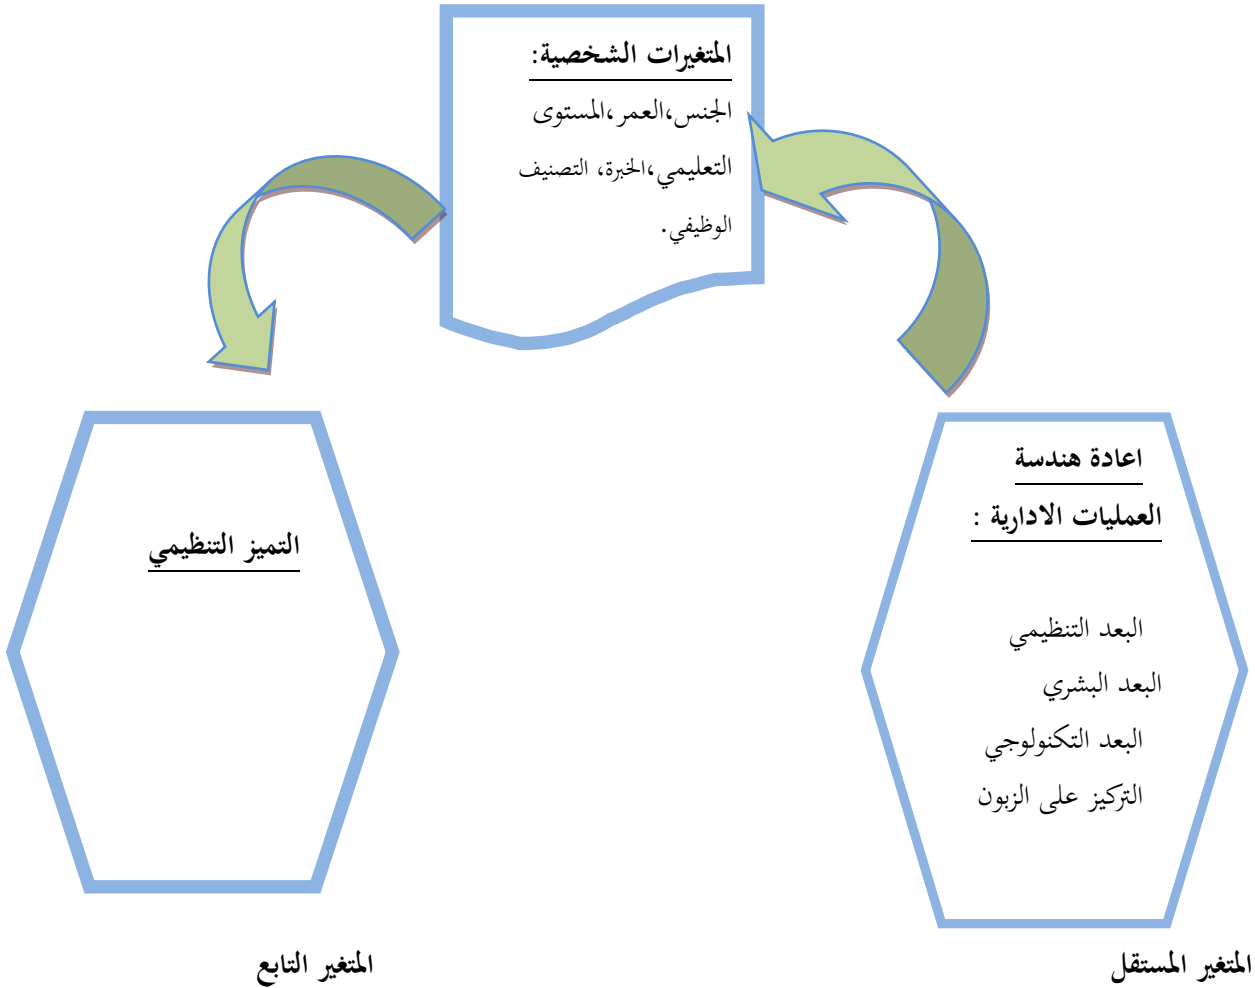 المتغيرات الشخصية:
الجنس،العمر،المستوى
التعليمي،الخبرة، التصنيف
الوظيفي.
اعادة هندسة
العمليات الادارية :
البعد التنظيمي
البعد البشري
البعد التكنولوجي
التركيز على الزبون
التميز التنظيمي
المتغير المستقل
المتغير التابع